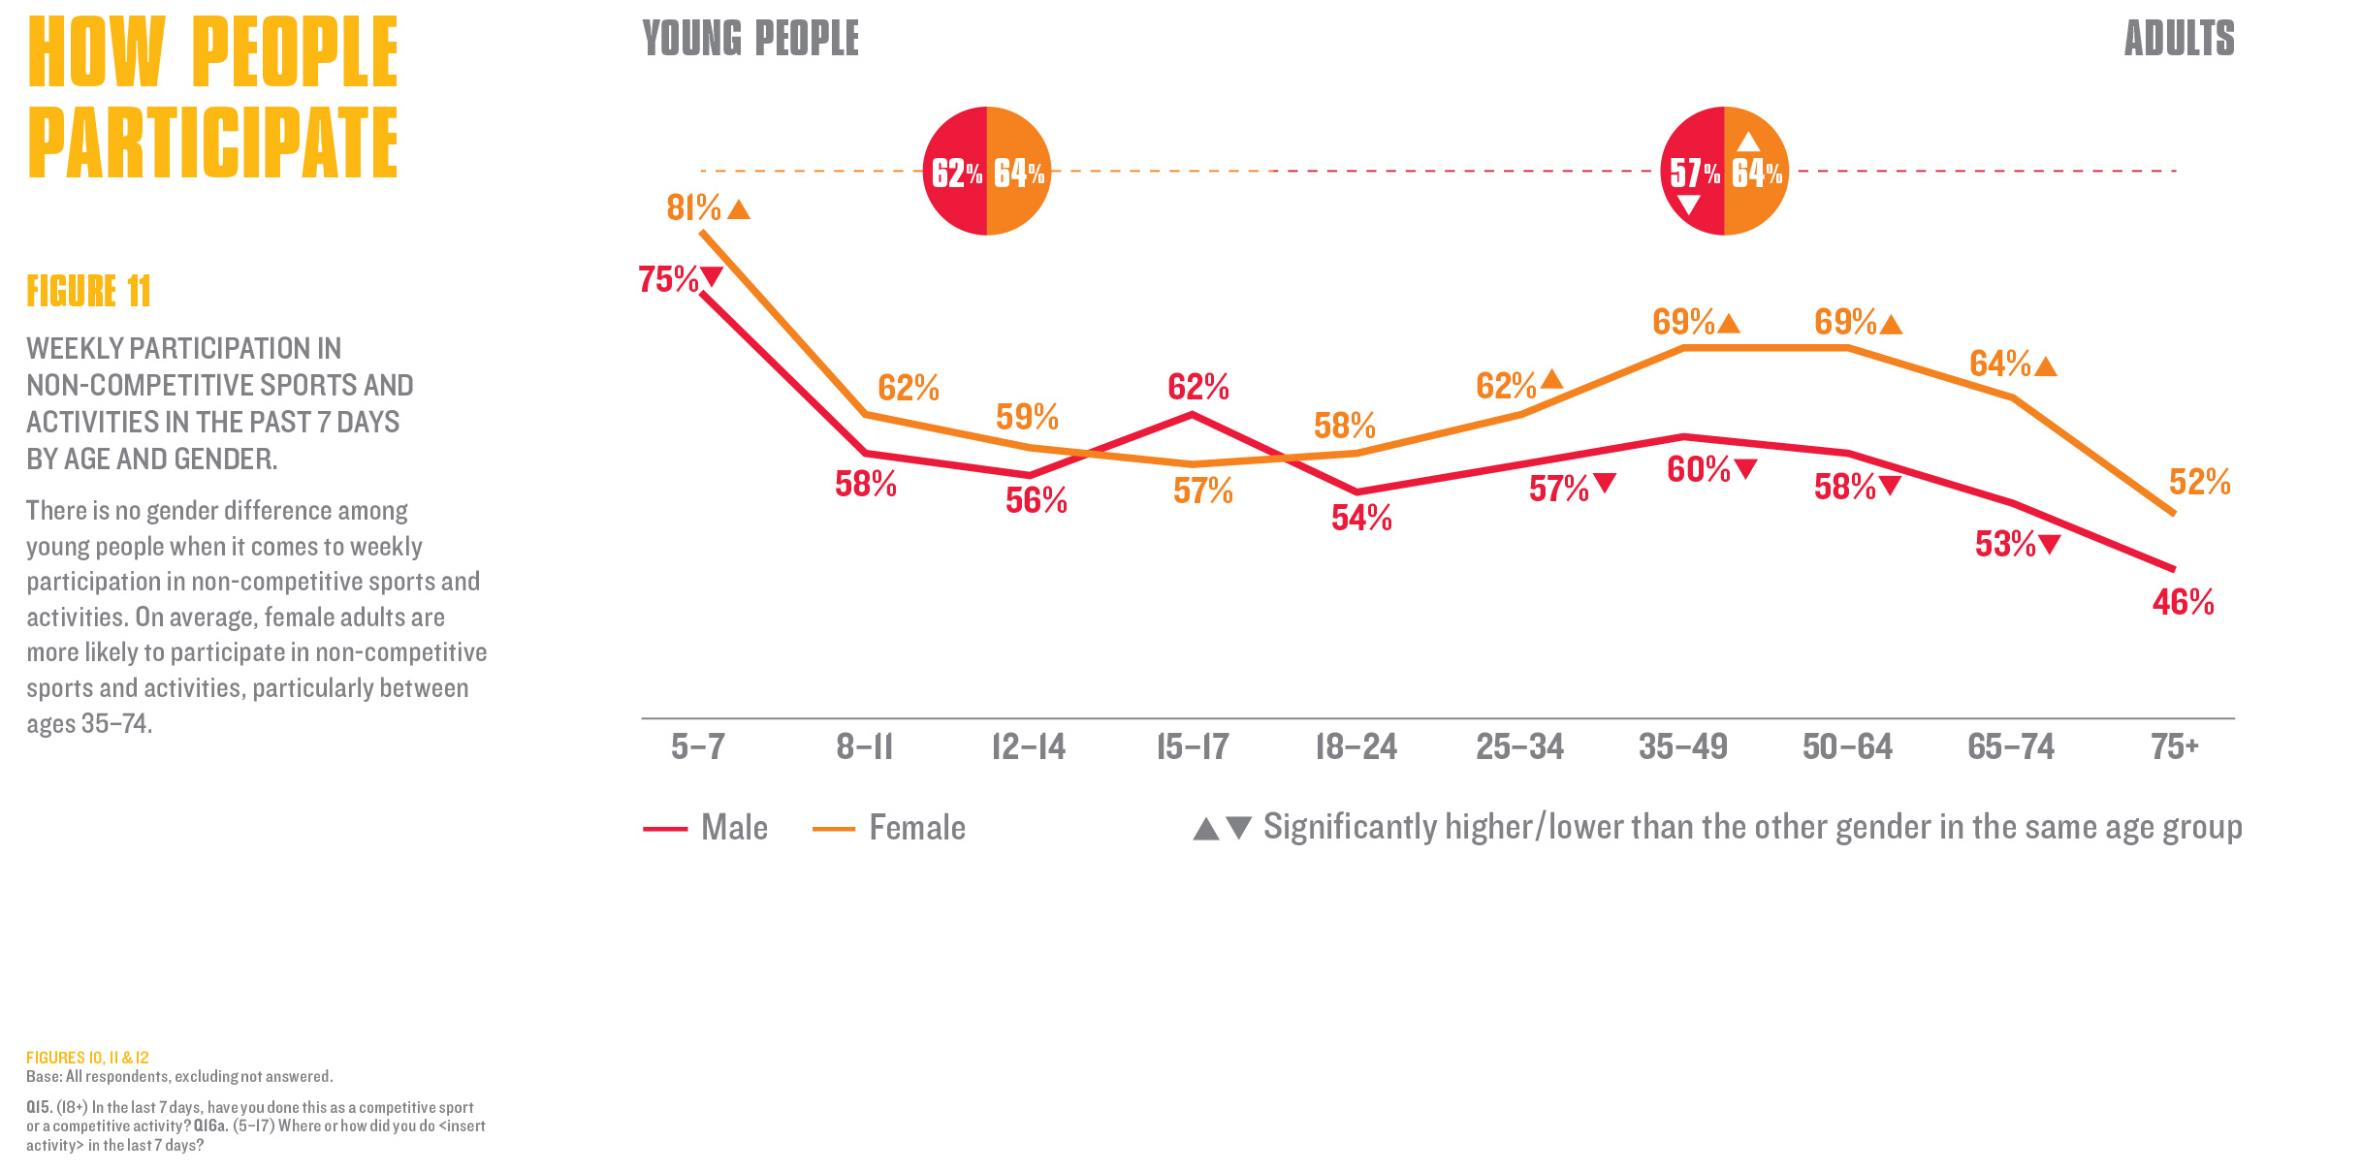 HOW PEOPLE
PARTICIPATE
FIGURE 11
WEEKLY PARTICIPATION IN
NON-COMPETITIVE SPORTS AND
ACTIVITIES IN THE PAST 7 DAYS
BY AGE AND GENDER.
There is no gender difference among
young people when it comes to weekly
participation in non-competitive sports and
activities. On average, female adults are
more likely to participate in non-competitive
sports and activities, particularly between
ages 35–74.
FIGURES 10, 11 & 12
Base: All respondents, excluding not answered.
Q15. (18+) In the last 7 days, have you done this as a competitive sport
or a competitive activity? Q16a. (5–17) Where or how did you do <insert
activity> in the last 7 days?
YOUNG PEOPLE
ADULTS
62% 64%
57% 64%
81%▲
75%▼
69%▲ 69%▲
64%▲
62% 59% 62% 58% 62%▲
58% 56% 57% 54% 57%▼ 60%▼ 58%▼
52%
53%▼
46%
5–7 8–11 12–14 15–17 18–24 25–34 35–49 50–64 65–74 75+
Male Female ▲▼ Significantly higher/lower than the other gender in the same age group